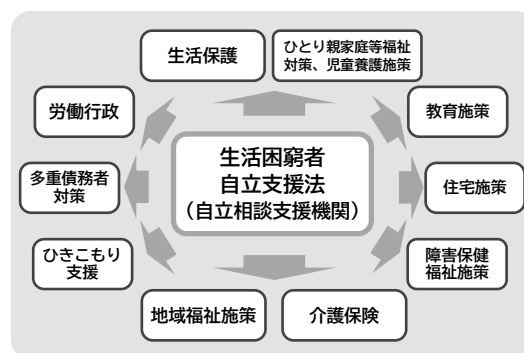 生活保護
ひとり親家庭等福祉
対策、児童養護施策
労働行政
教育施策
生活困窮者
自立支援法
（自立相談支援機関）
多重債務者
対策
住宅施策
ひきこもり
支援
障害保健
福祉施策
地域福祉施策
介護保険